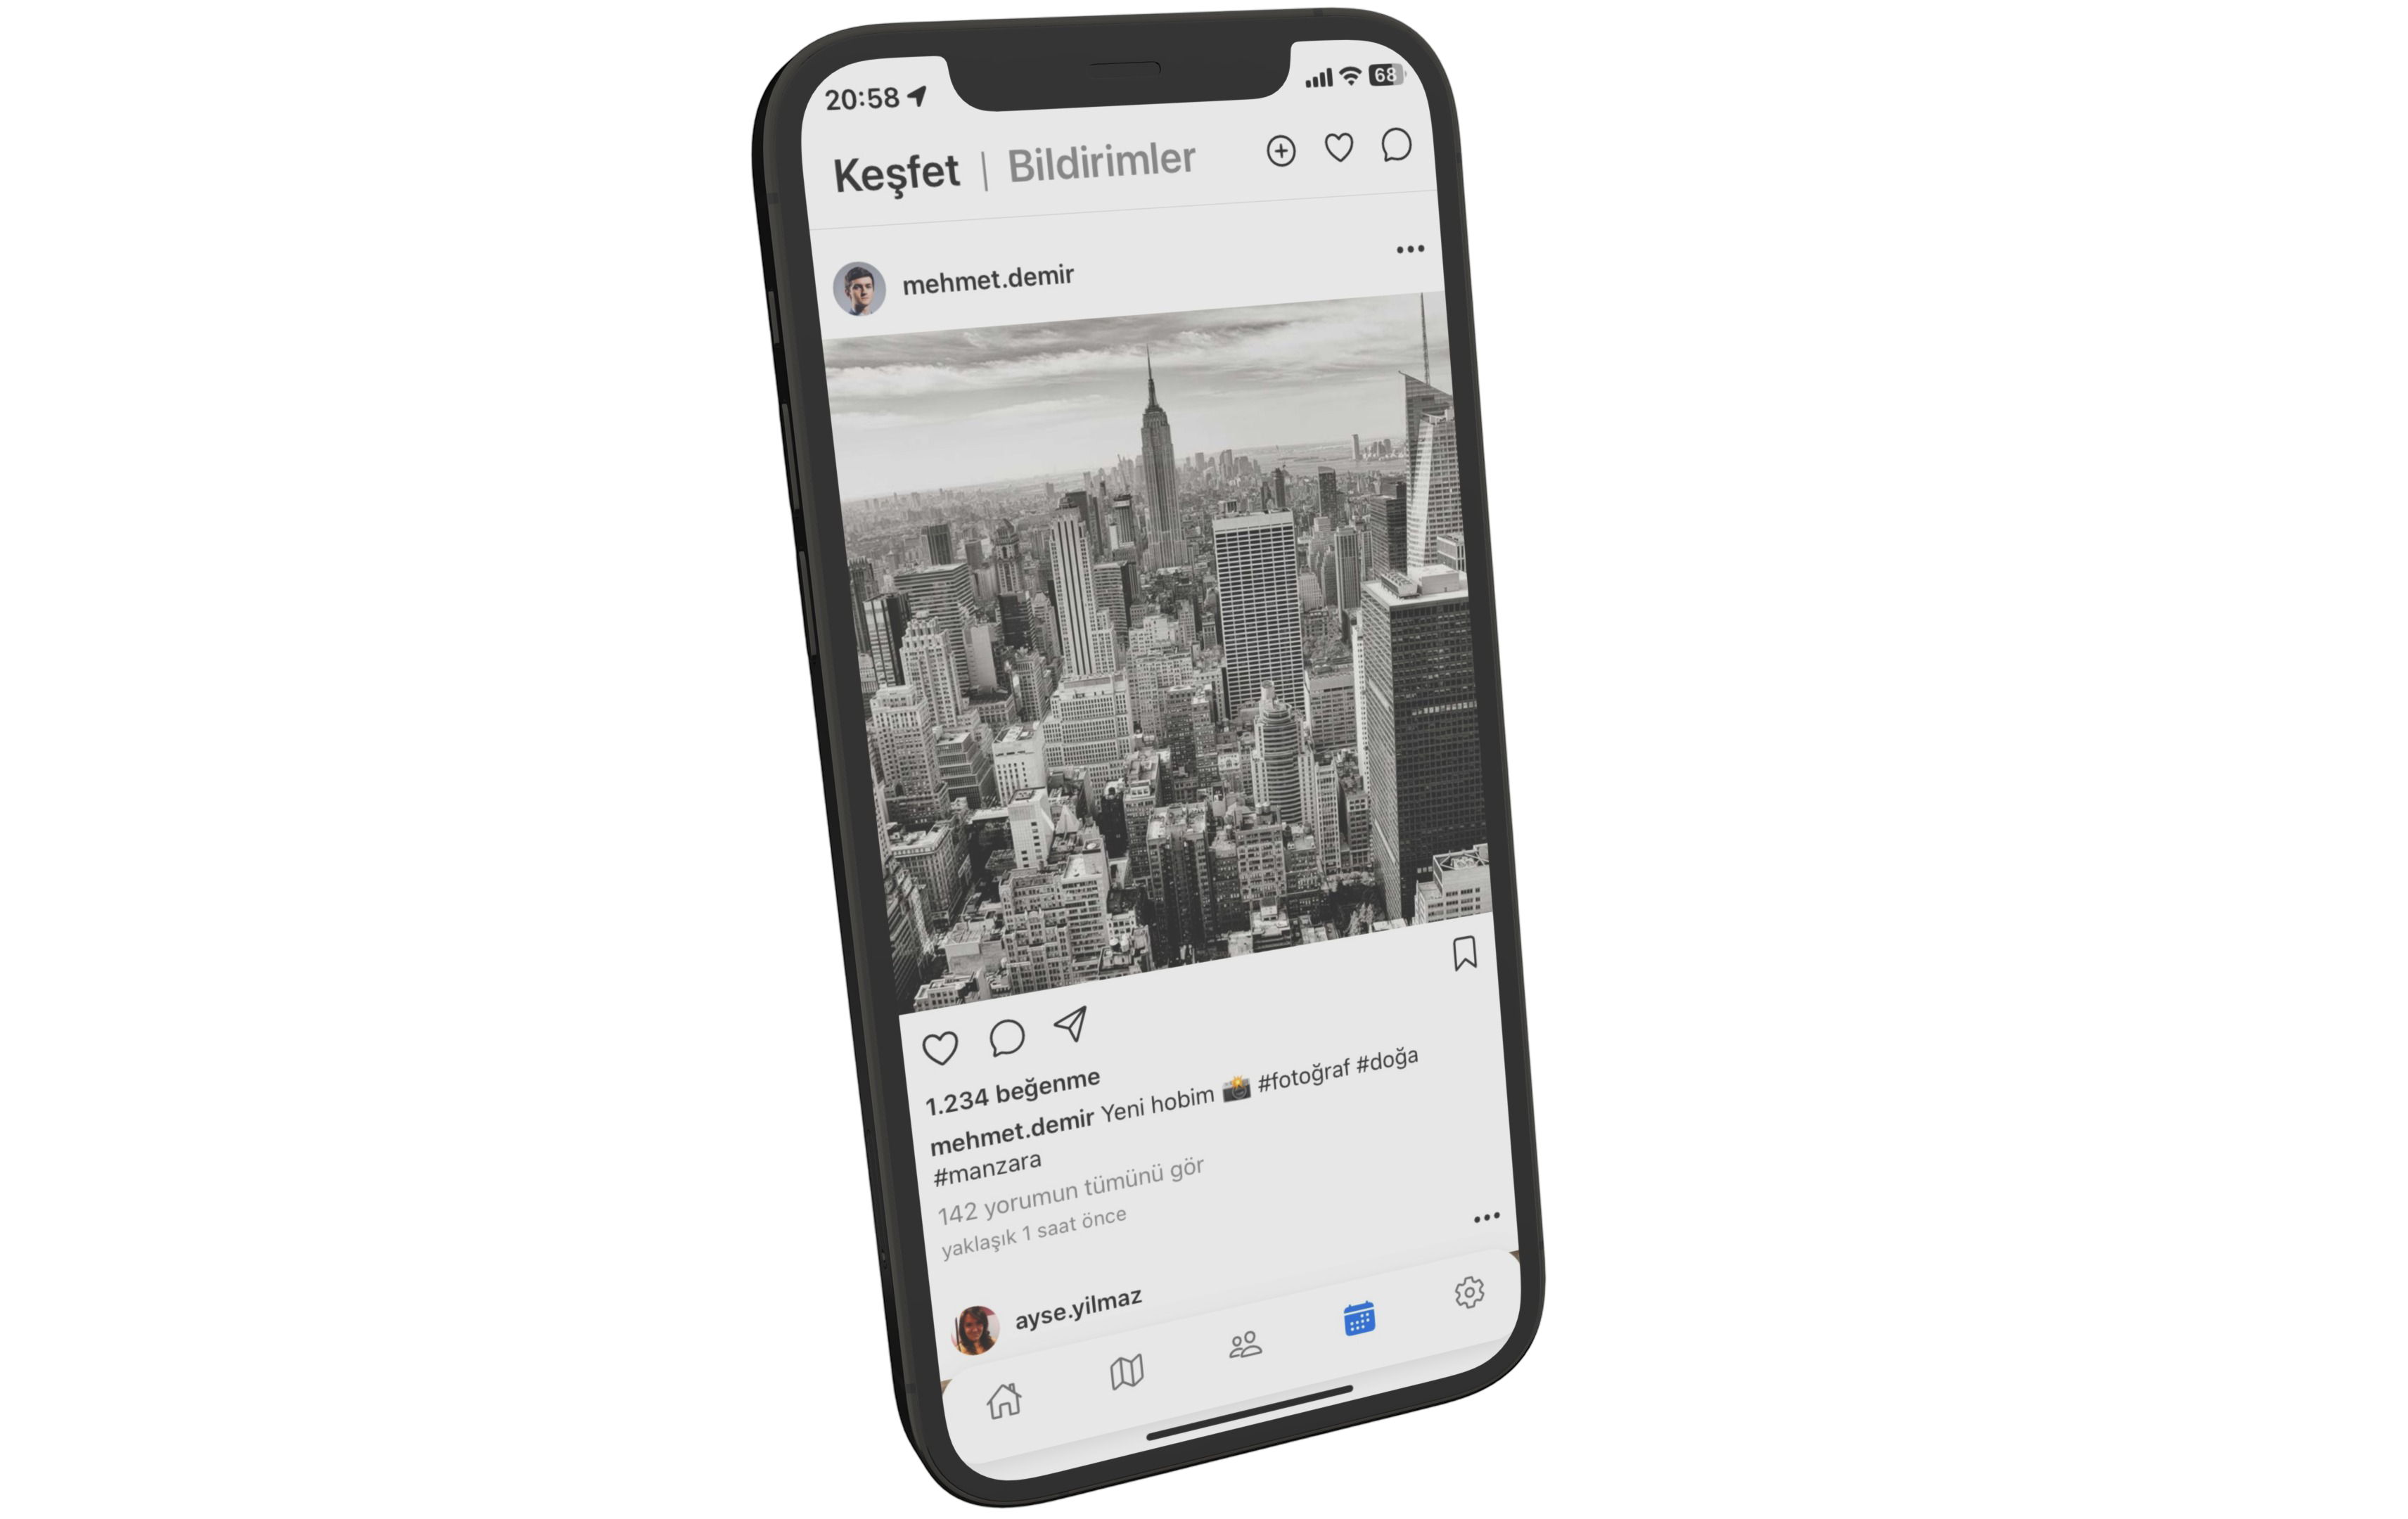 20:58
68
Keşfet | Bildirimler
mehmet.demir
1.234 beğenme
mehmet.demir Yeni hobim 📸 #fotoğraf #doğa
#manzara
142 yorumun tümünü gör
yaklaşık 1 saat önce
ayse.yilmaz